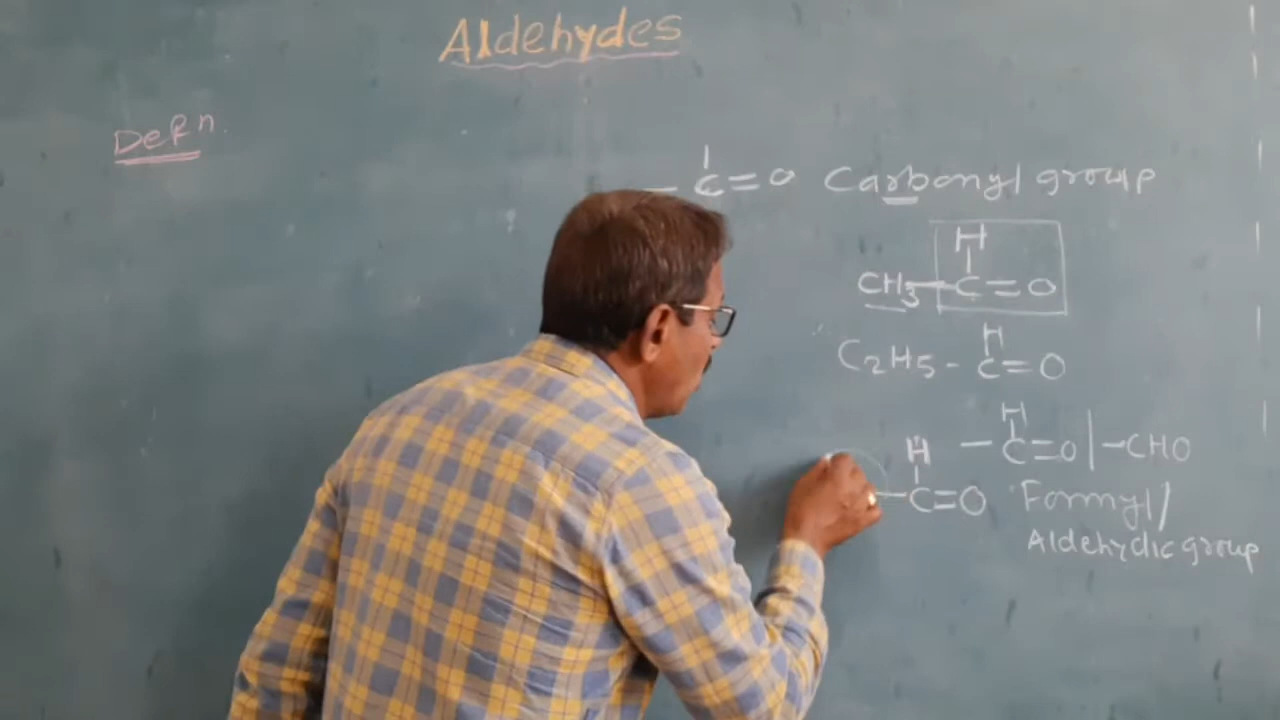 Aldehydes
Defn.
- C=O Carbonyl group
H
CH3-C=O
H
C2H5-C=O
H
-C=O|-CHO
H
-C=O Formyl/
Aldehydic group